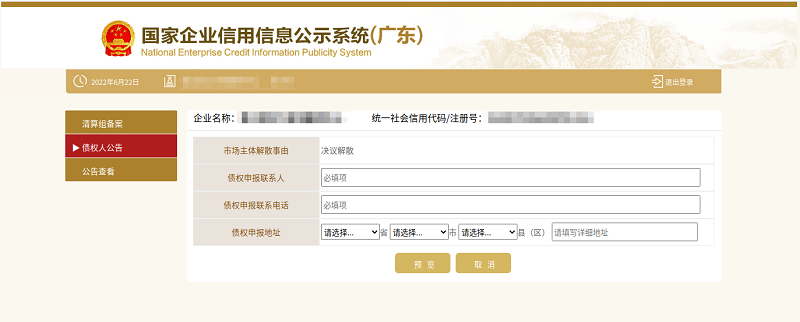 国家企业信用信息公示系统(广东)
National Enterprise Credit Information Publicity System
2022年6月22日 退出登录
清算组备案
债权人公告
公告查看
企业名称： 统一社会信用代码/注册号：
市场主体解散事由 决议解散
债权申报联系人 必填项
债权申报联系电话 必填项
债权申报地址 请选择... 省 请选择... 市 请选择... 县（区） 请填写详细地址
预 览 取 消